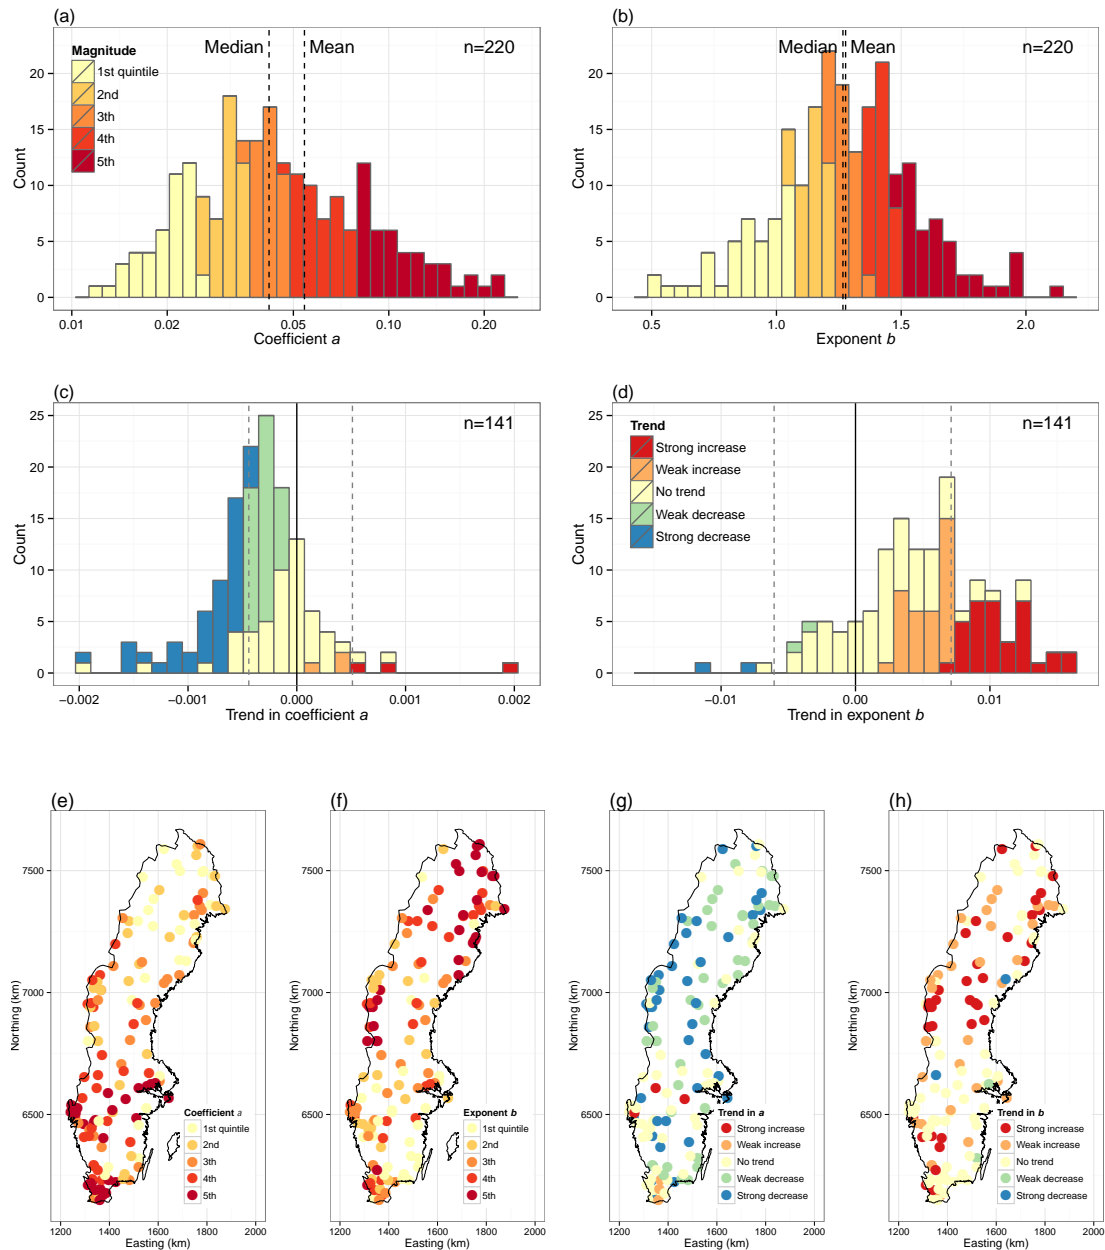 (a)
(b)
Median Mean n=220
Median Mean n=220
Magnitude
1st quintile
2nd
3th
4th
5th
Count
20
15
10
5
0
0.01 0.02 0.05 0.10 0.20
Coefficient a
Count
20
15
10
5
0
0.5 1.0 1.5 2.0
Exponent b
(c)
(d)
n=141
n=141
Count
25
20
15
10
5
0
−0.002 −0.001 0.000 0.001 0.002
Trend in coefficient a
Trend
Strong increase
Weak increase
No trend
Weak decrease
Strong decrease
Count
25
20
15
10
5
0
−0.01 0.00 0.01
Trend in exponent b
(e)
(f)
(g)
(h)
Northing (km)
7500
7000
6500
Coefficient a
1st quintile
2nd
3th
4th
5th
1200 1400 1600 1800 2000
Easting (km)
Exponent b
1st quintile
2nd
3th
4th
5th
1200 1400 1600 1800 2000
Easting (km)
Northing (km)
7500
7000
6500
Trend in a
Strong increase
Weak increase
No trend
Weak decrease
Strong decrease
1200 1400 1600 1800 2000
Easting (km)
Northing (km)
7500
7000
6500
Trend in b
Strong increase
Weak increase
No trend
Weak decrease
Strong decrease
1200 1400 1600 1800 2000
Easting (km)